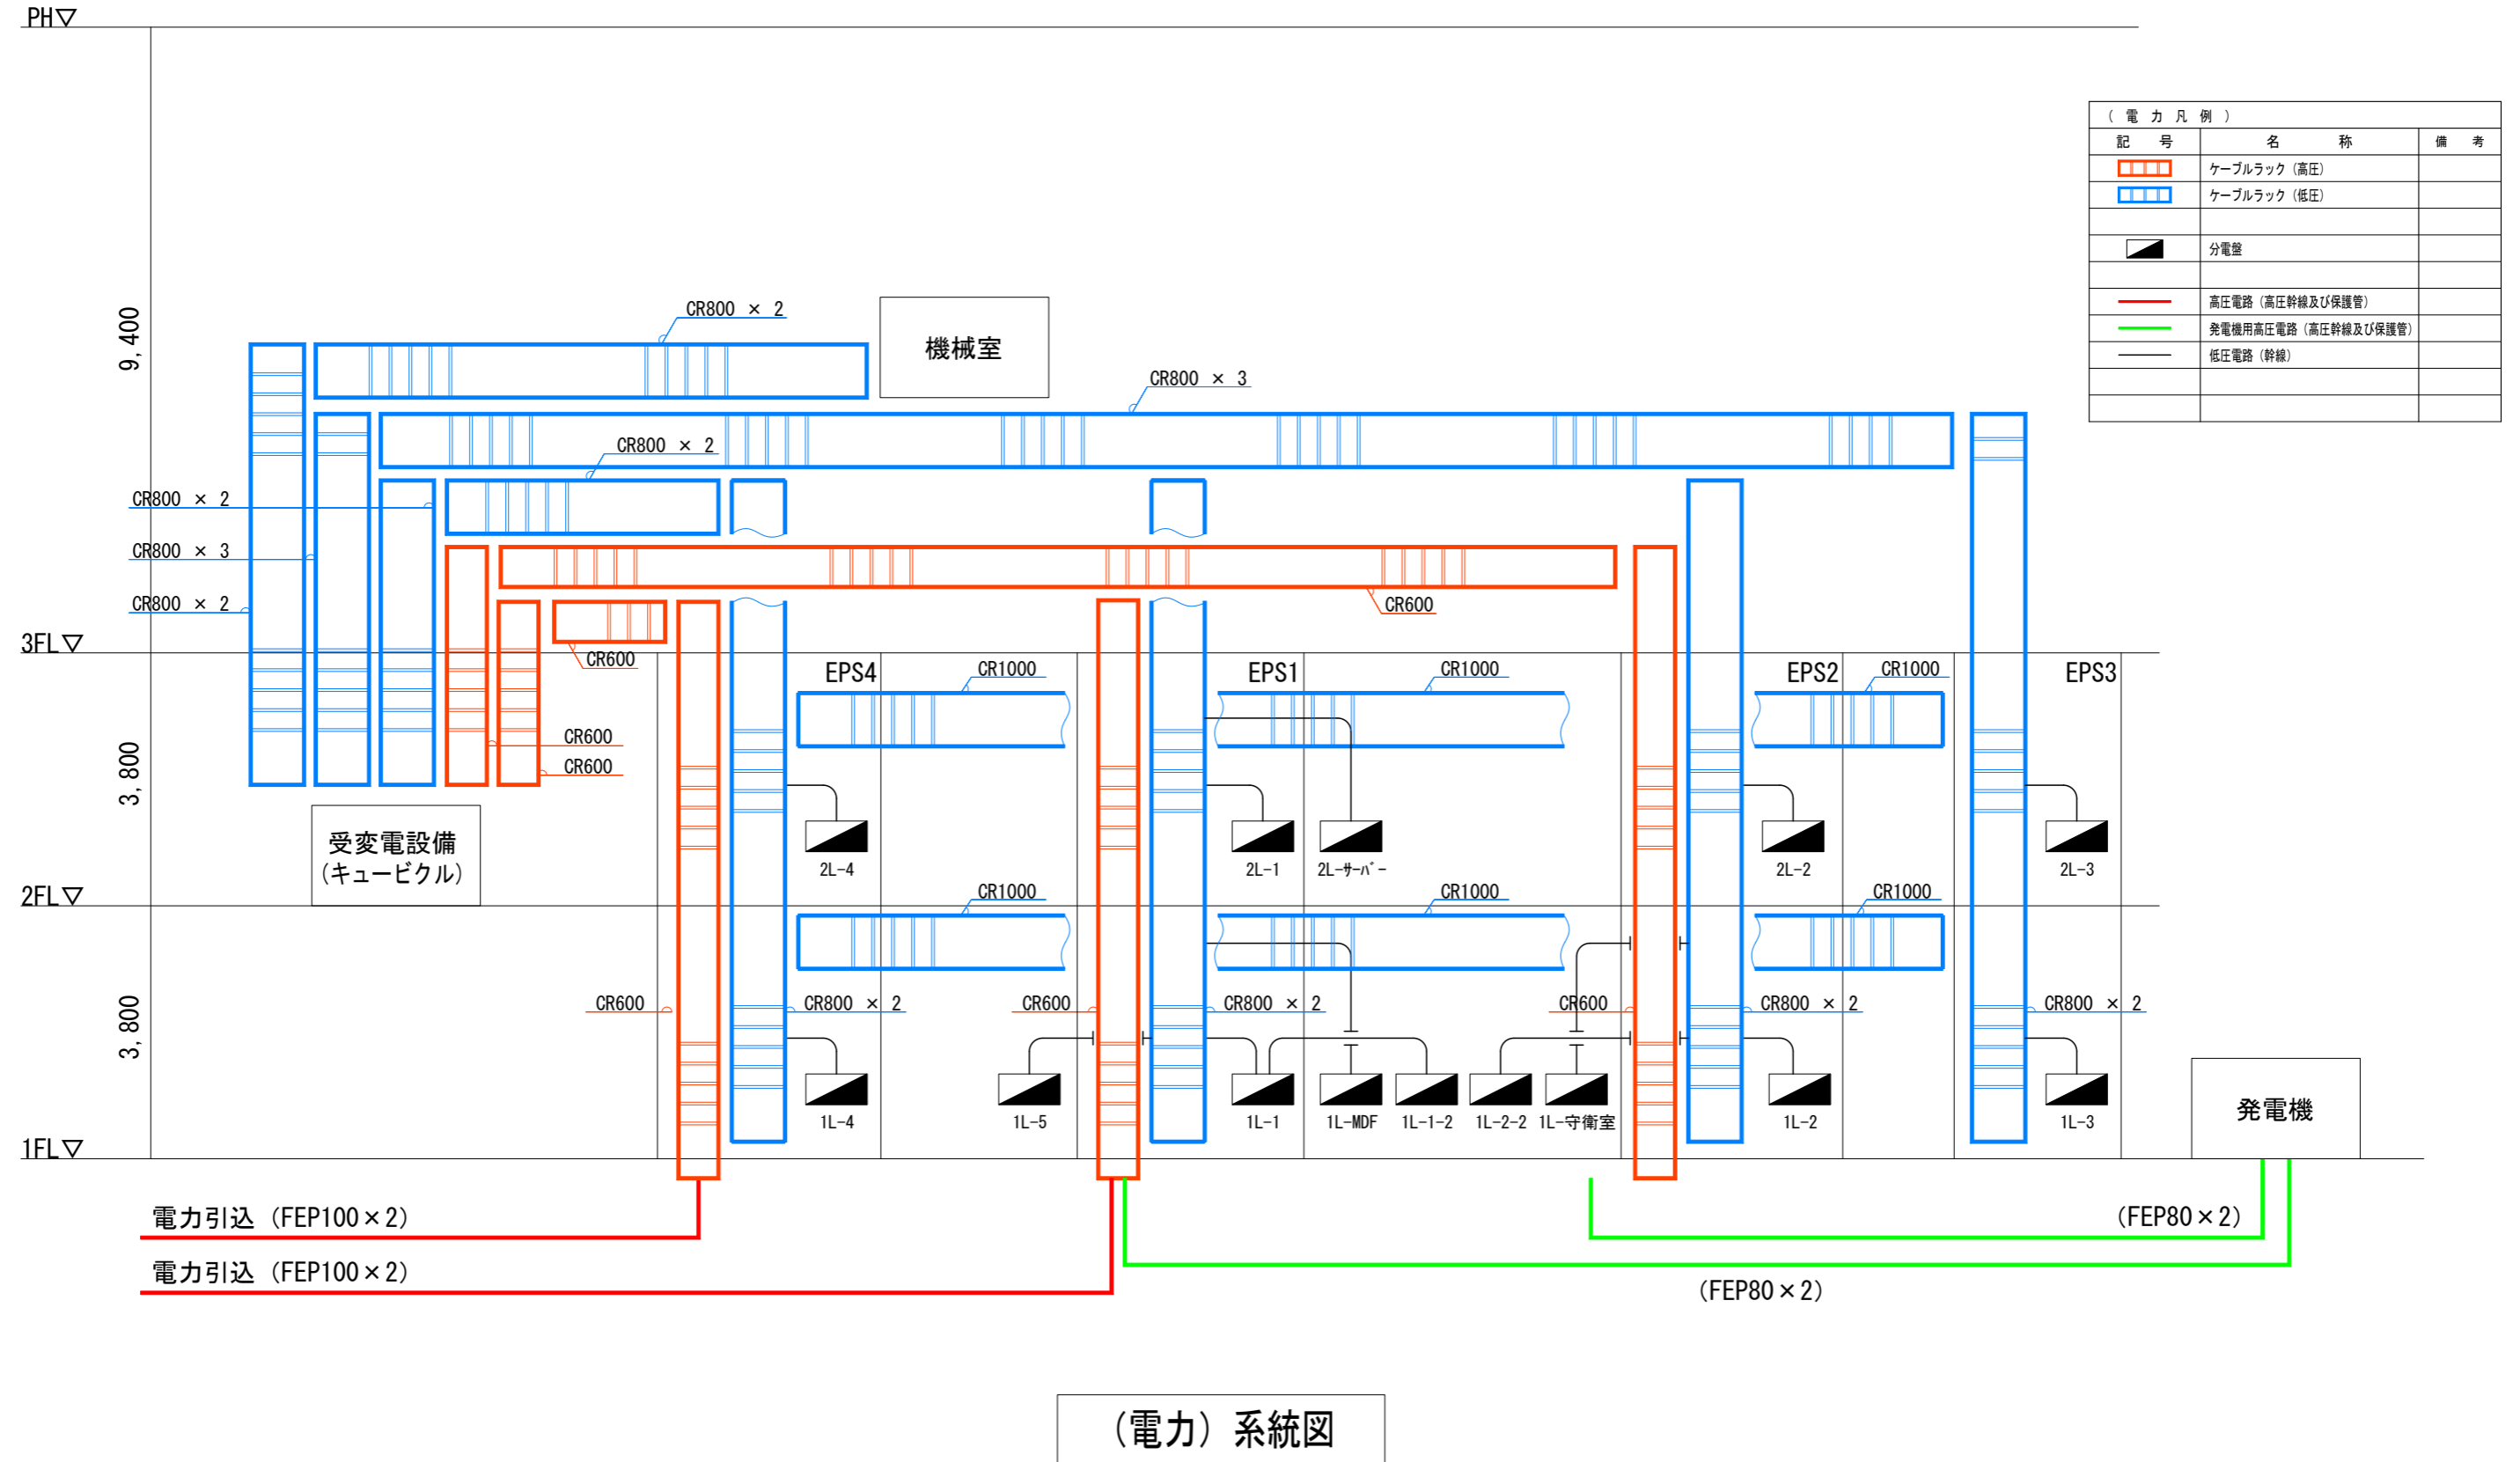 PH▽
（ 電 力 凡 例 ）
記 号 名 称 備 考
ケーブルラック（高圧）
ケーブルラック（低圧）
分電盤
高圧電路（高圧幹線及び保護管）
発電機用高圧電路（高圧幹線及び保護管）
低圧電路（幹線）
9,400
CR800 × 2
機械室
CR800 × 3
CR800 × 2
CR800 × 2
CR800 × 3
CR800 × 2
CR600
3FL▽
CR600
EPS4
CR1000
EPS1
CR1000
EPS2
CR1000
EPS3
CR600
CR600
3,800
受変電設備
(キュービクル)
2L-4
2L-1
2L-サーバー
2L-2
2L-3
2FL▽
CR1000
CR1000
CR1000
3,800
CR600
CR800 × 2
CR600
CR800 × 2
CR600
CR800 × 2
CR800 × 2
1L-4
1L-5
1L-1
1L-MDF
1L-1-2
1L-2-2
1L-守衛室
1L-2
1L-3
発電機
1FL▽
電力引込（FEP100×2）
（FEP80×2）
電力引込（FEP100×2）
（FEP80×2）
（電力）系統図